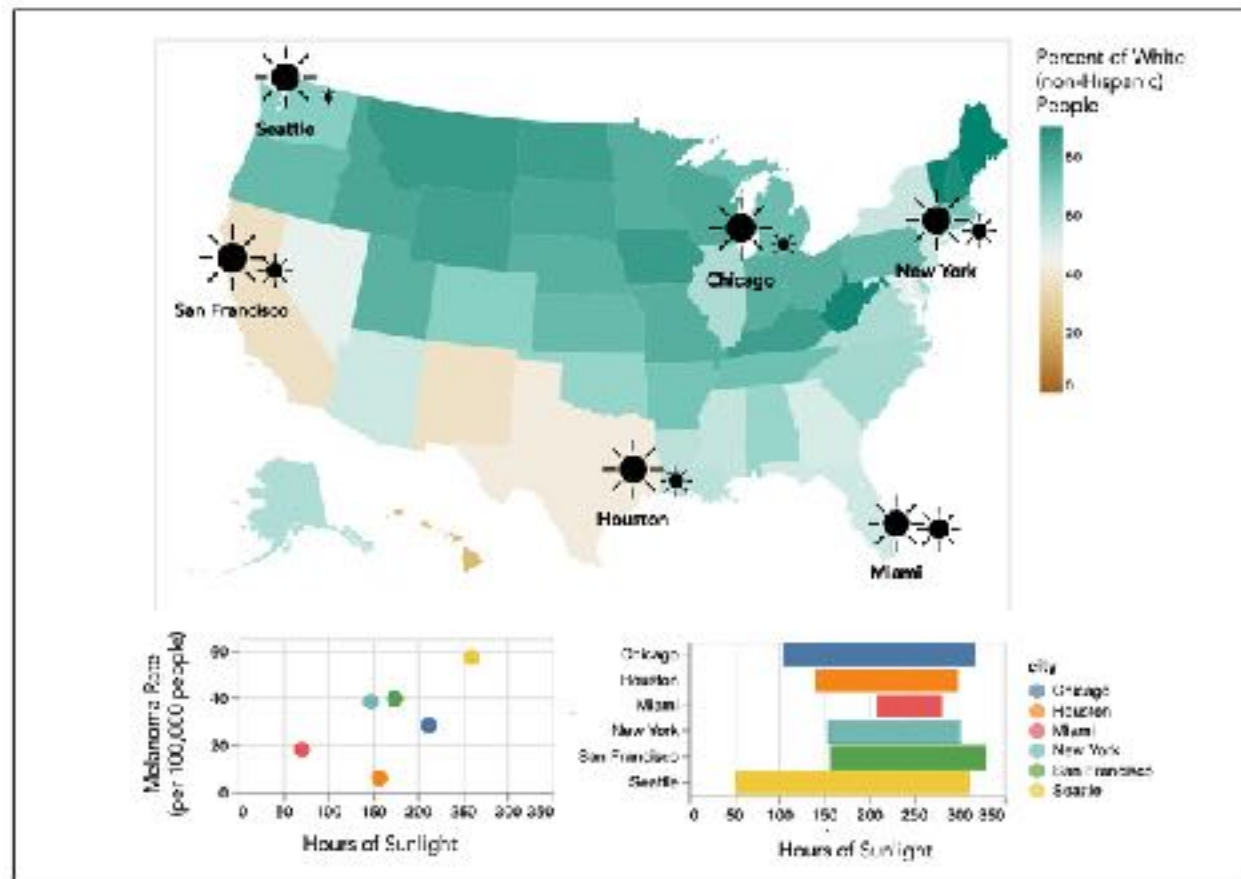 Percent of White
(non-Hispanic)
People
80
60
40
20
0
Seattle
San Francisco
Chicago
New York
Houston
Miami
Melanoma Rate
(per 100,000 people)
60
40
20
0
0 50 100 150 200 250 300 350
Hours of Sunlight
Chicago
Houston
Miami
New York
San Francisco
Seattle
0 50 100 150 200 250 300 350
Hours of Sunlight
city
Chicago
Houston
Miami
New York
San Francisco
Seattle